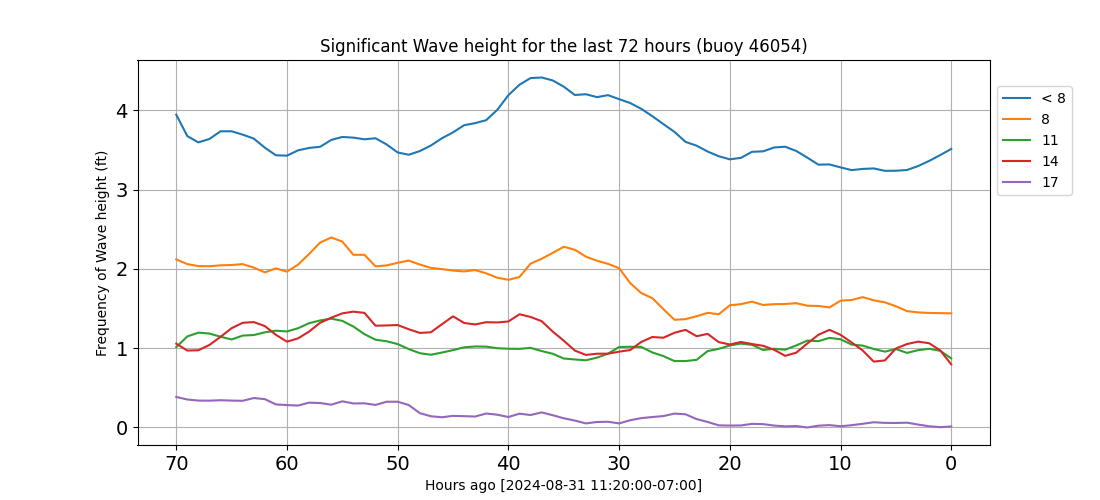 Significant Wave height for the last 72 hours (buoy 46054)
Frequency of Wave height (ft)
4
3
2
1
0
70 60 50 40 30 20 10 0
Hours ago [2024-08-31 11:20:00-07:00]
< 8
8
11
14
17